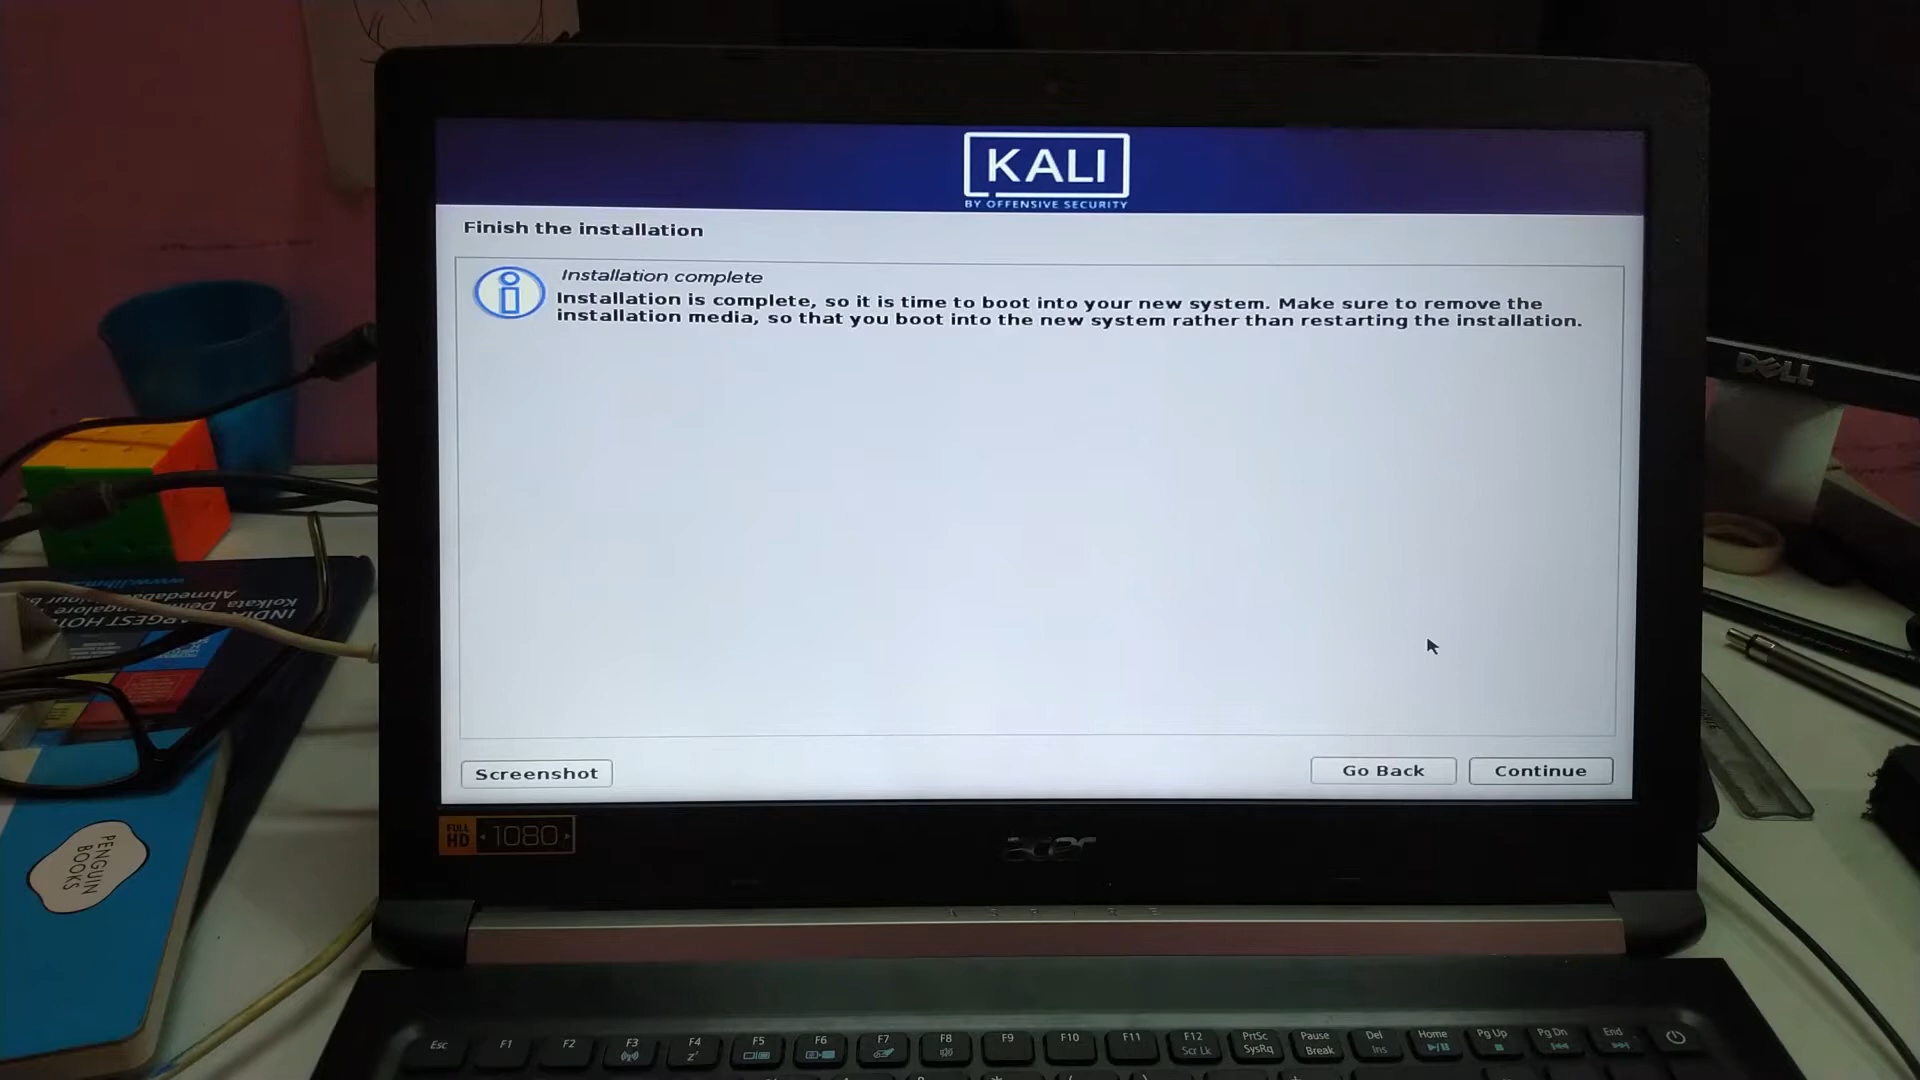 KALI
BY OFFENSIVE SECURITY
Finish the installation
Installation complete
Installation is complete, so it is time to boot into your new system. Make sure to remove the
installation media, so that you boot into the new system rather than restarting the installation.
Screenshot
Go Back
Continue
FULL
HD
1080
acer
ASPIRE
DELL
INDIA
Kolkata
Ahmedabad
PENGUIN
BOOKS
Esc
F1
F2
F3
F4
F5
F6
F7
F8
F9
F10
F11
F12
Scr Lk
PrtSc
SysRq
Pause
Break
Del
Ins
Home
Pg Up
Pg Dn
End